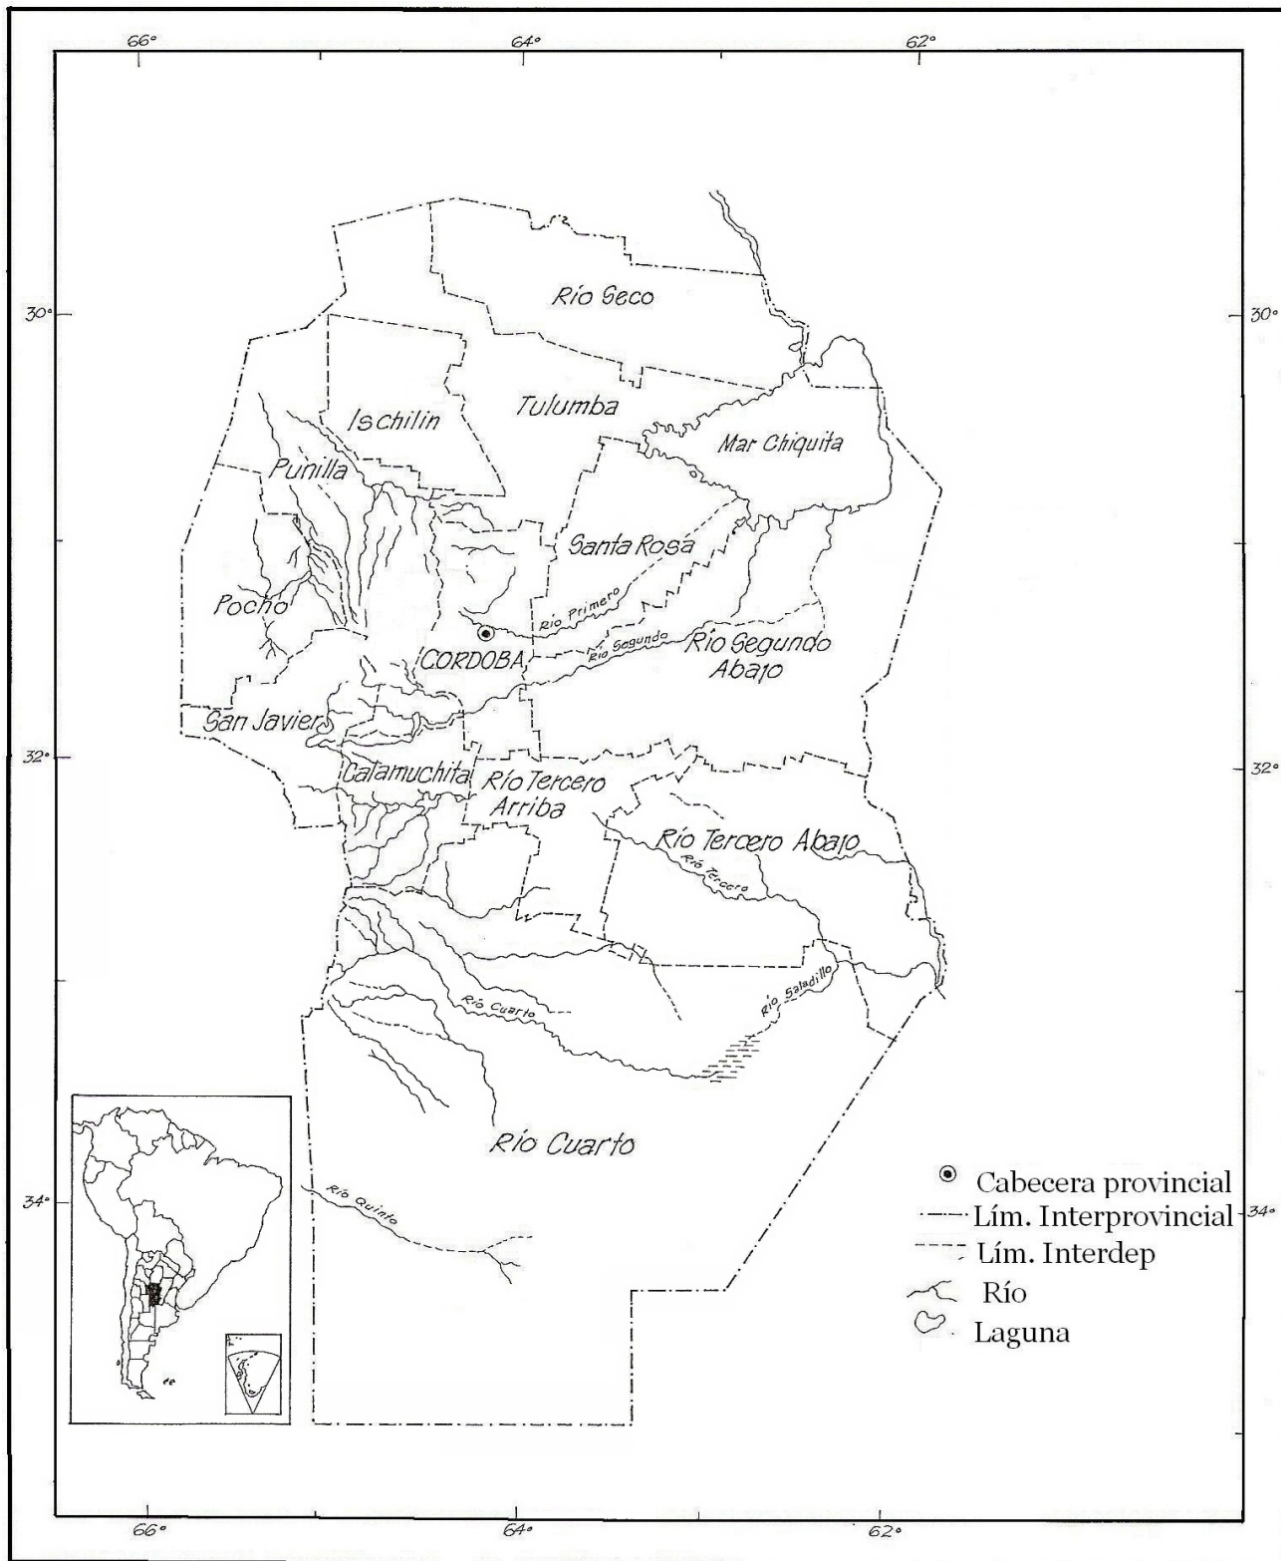 66°
64°
62°
30°
30°
Río Seco
Tulumba
Ischilin
Mar Chiquita
Punilla
Santa Rosa
Río Primero
Pocho
CORDOBA
Río Segundo
Río Segundo
Abajo
San Javier
32°
32°
Calamuchita
Río Tercero
Arriba
Río Tercero Abajo
Río Tercero
Río Saladillo
Río Cuarto
Río Cuarto
Río Quinto
34°
34°
Cabecera provincial
Lím. Interprovincial
Lím. Interdep
Río
Laguna
66°
64°
62°